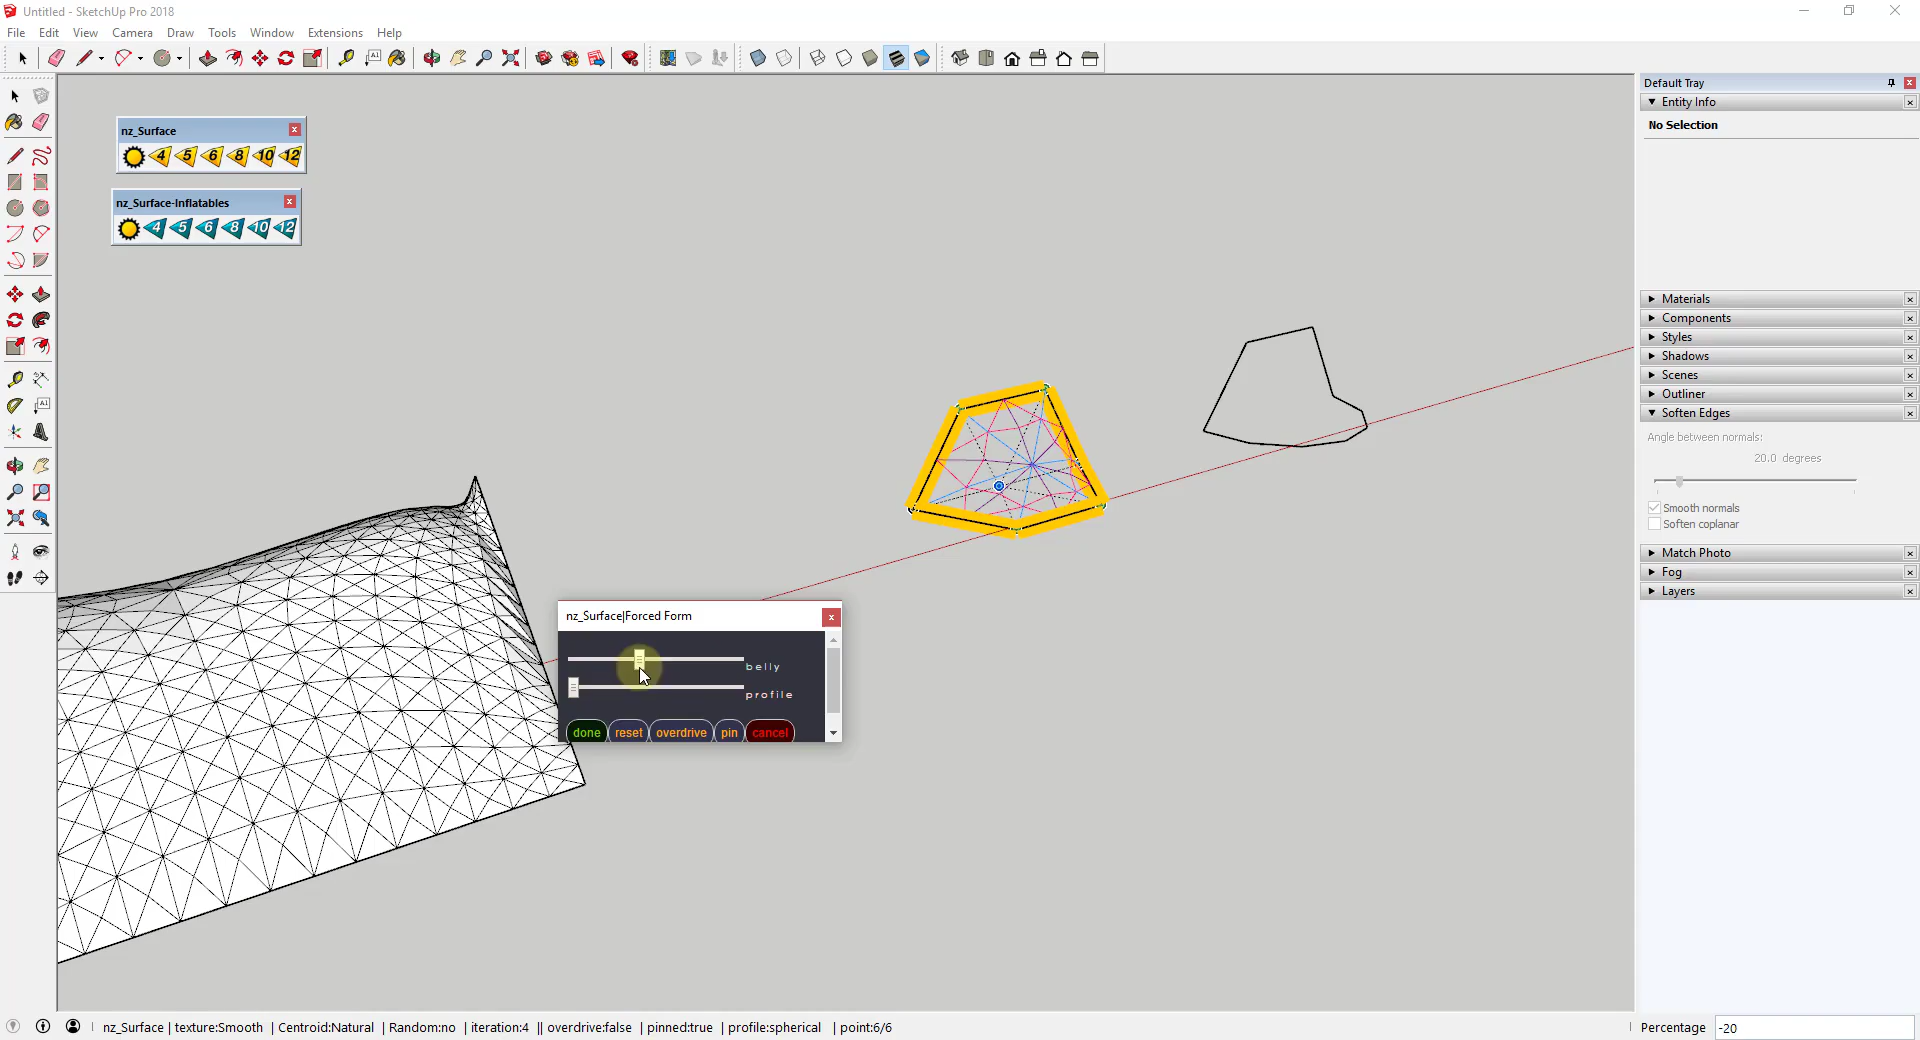 Untitled - SketchUp Pro 2018
File Edit View Camera Draw Tools Window Extensions Help
nz_Surface
4 5 6 8 10 12
nz_Surface-Inflatables
4 5 6 8 10 12
nz_Surface|Forced Form
belly
profile
done reset overdrive pin cancel
Default Tray
Entity Info
No Selection
Materials
Components
Styles
Shadows
Scenes
Outliner
Soften Edges
Angle between normals:
20.0 degrees
Smooth normals
Soften coplanar
Match Photo
Fog
Layers
nz_Surface | texture:Smooth | Centroid:Natural | Random:no | iteration:4 || overdrive:false | pinned:true | profile:spherical | point:6/6
Percentage -20